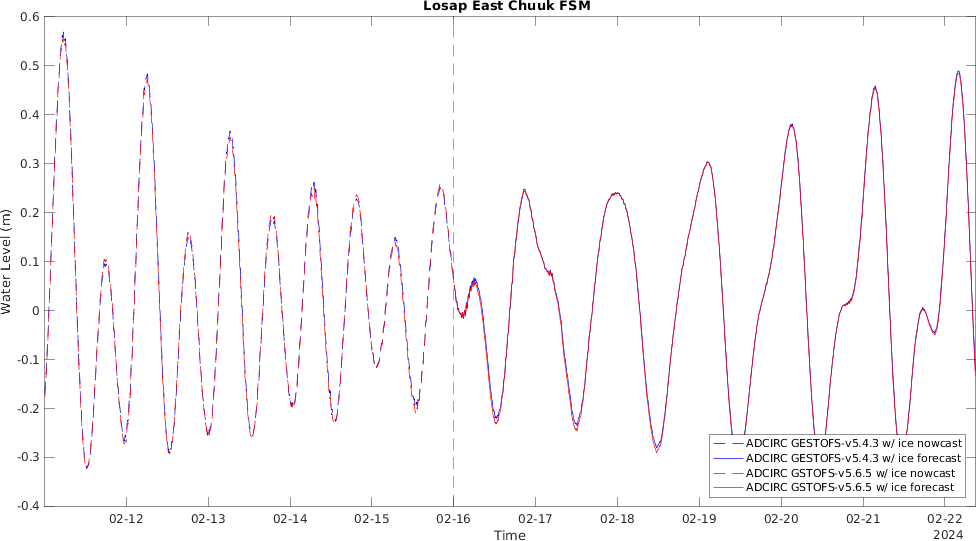 Losap East Chuuk FSM
0.6
0.5
0.4
0.3
0.2
0.1
0
-0.1
-0.2
-0.3
-0.4
Water Level (m)
ADCIRC GESTOFS-v5.4.3 w/ ice nowcast
ADCIRC GESTOFS-v5.4.3 w/ ice forecast
ADCIRC GSTOFS-v5.6.5 w/ ice nowcast
ADCIRC GSTOFS-v5.6.5 w/ ice forecast
02-12 02-13 02-14 02-15 02-16 02-17 02-18 02-19 02-20 02-21 02-22
Time 2024